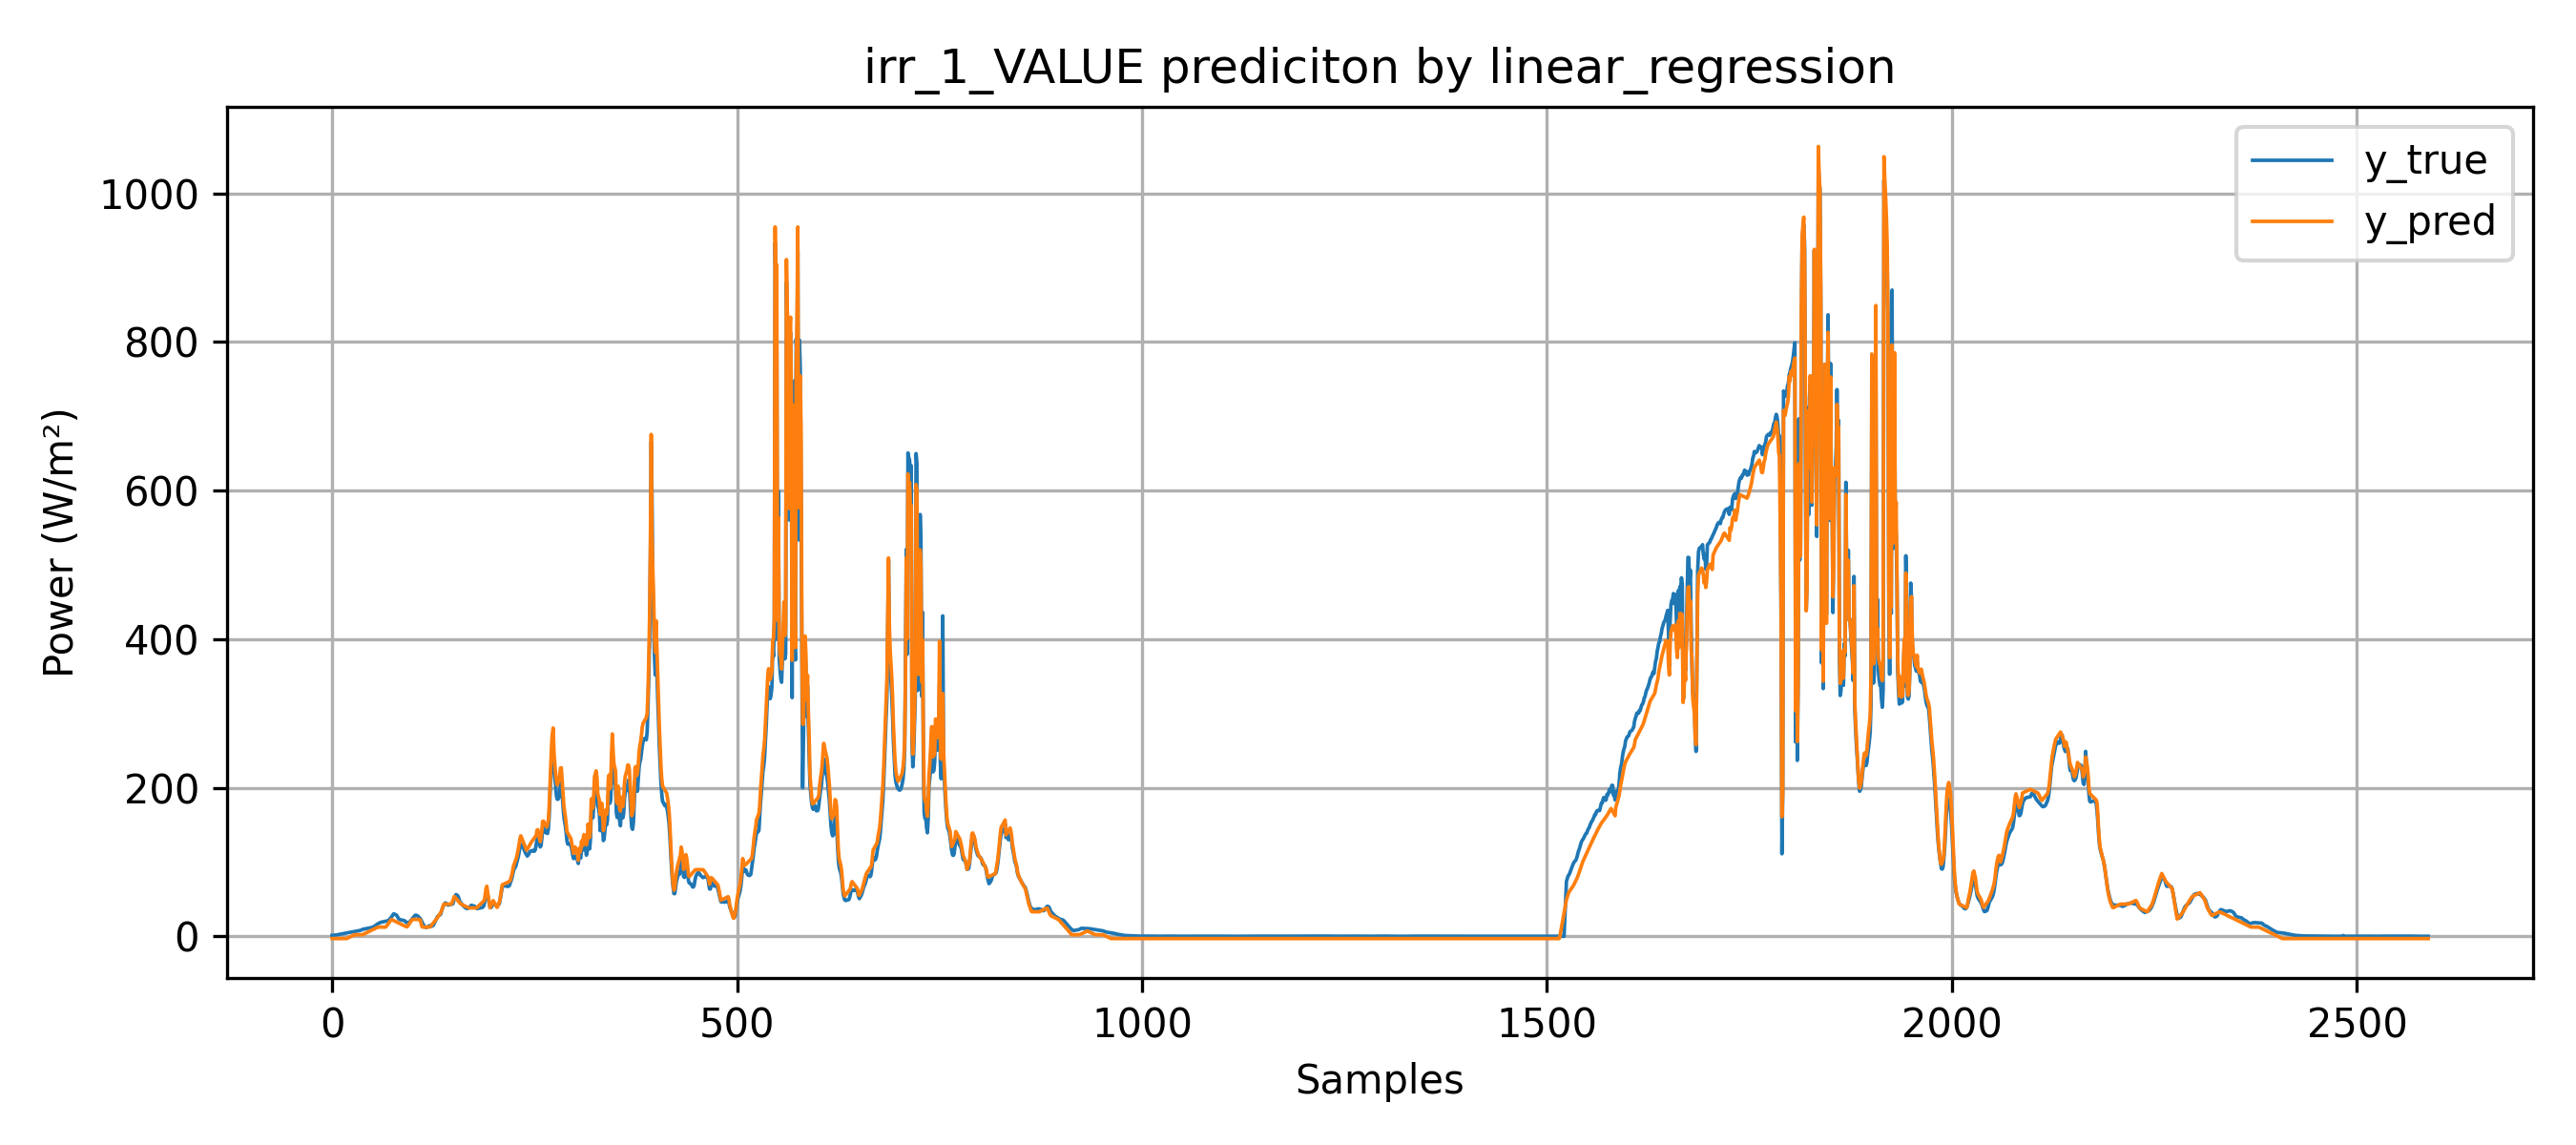 irr_1_VALUE prediciton by linear_regression
y_true
y_pred
Power (W/m²)
1000
800
600
400
200
0
0 500 1000 1500 2000 2500
Samples